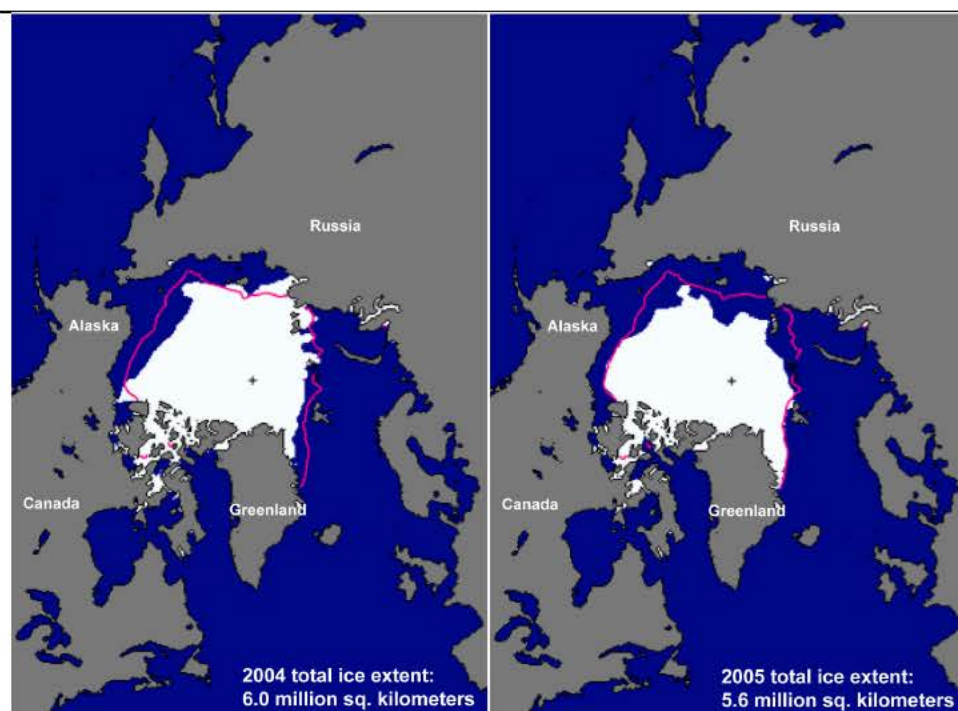 Russia
Alaska
Canada
Greenland
2004 total ice extent:
6.0 million sq. kilometers
Russia
Alaska
Canada
Greenland
2005 total ice extent:
5.6 million sq. kilometers